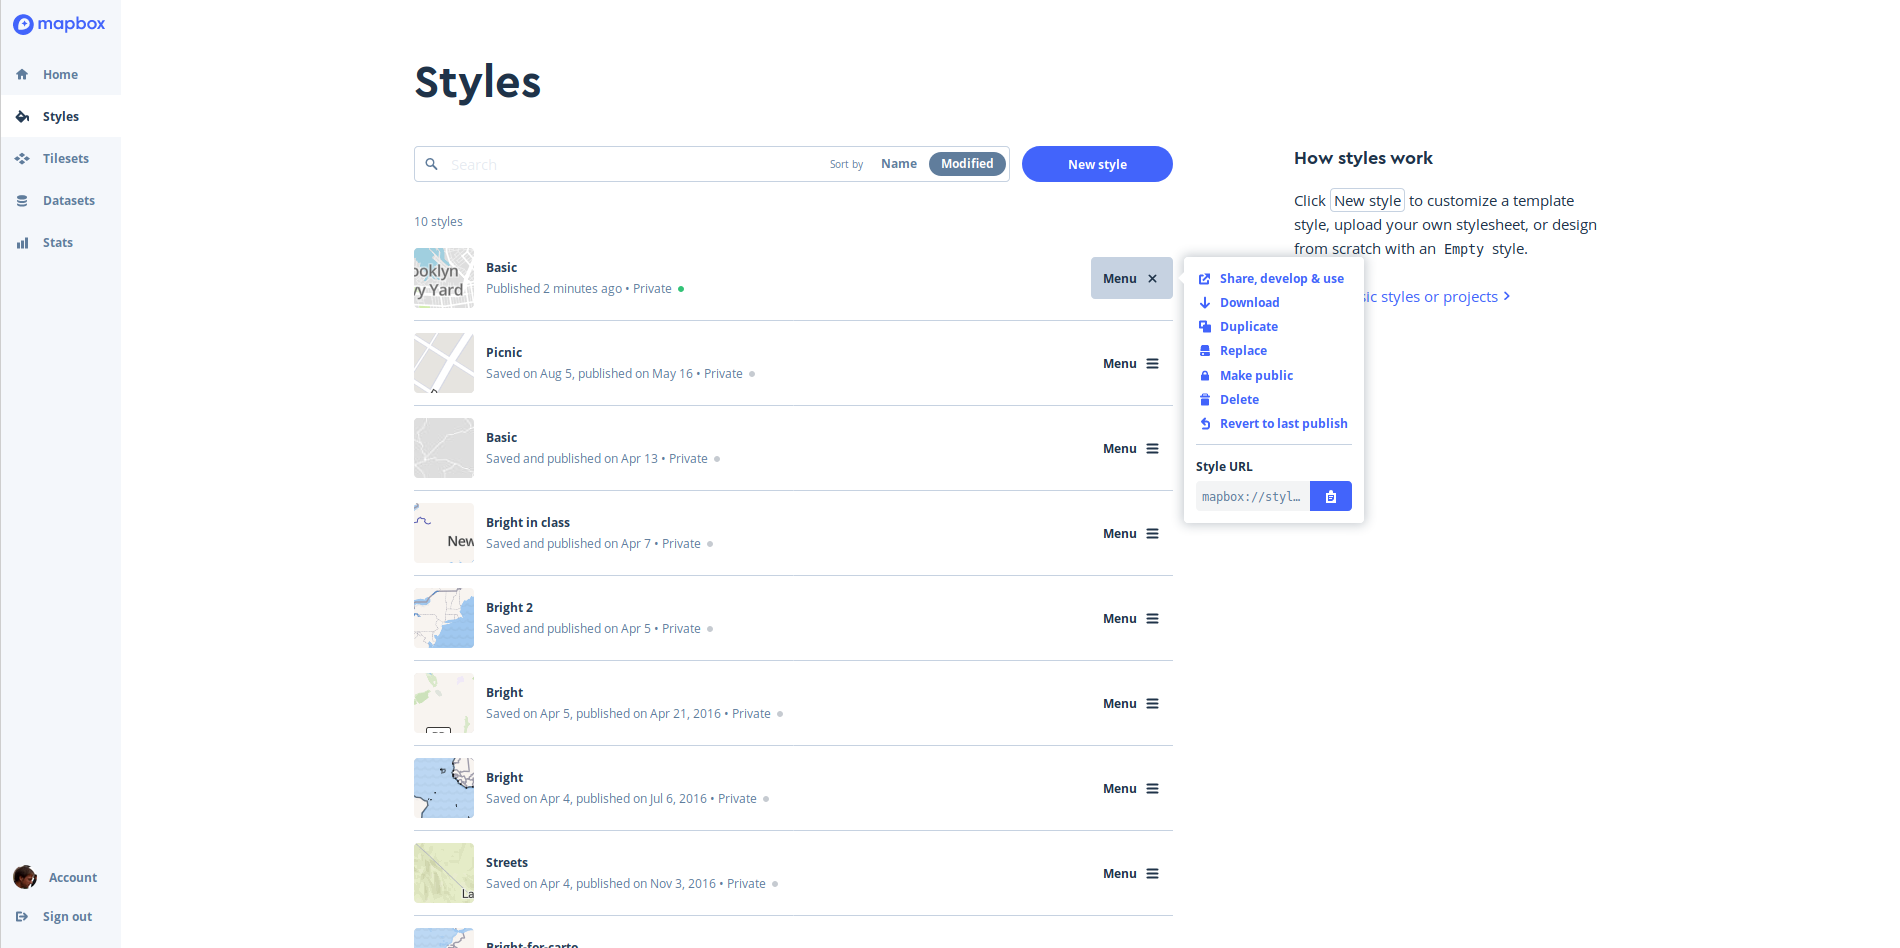 mapbox
Home
Styles
Tilesets
Datasets
Stats
Account
Sign out
Styles
Search
Sort by Name Modified
New style
10 styles
ooklyn
vy Yard
Basic
Published 2 minutes ago • Private
Menu
Picnic
Saved on Aug 5, published on May 16 • Private
Menu
Basic
Saved and published on Apr 13 • Private
Menu
New
Bright in class
Saved and published on Apr 7 • Private
Menu
Bright 2
Saved and published on Apr 5 • Private
Menu
Bright
Saved on Apr 5, published on Apr 21, 2016 • Private
Menu
Bright
Saved on Apr 4, published on Jul 6, 2016 • Private
Menu
La
Streets
Saved on Apr 4, published on Nov 3, 2016 • Private
Menu
Bright-for-carto
How styles work
Click New style to customize a template
style, upload your own stylesheet, or design
from scratch with an Empty style.
sic styles or projects
Share, develop & use
Download
Duplicate
Replace
Make public
Delete
Revert to last publish
Style URL
mapbox://styl…